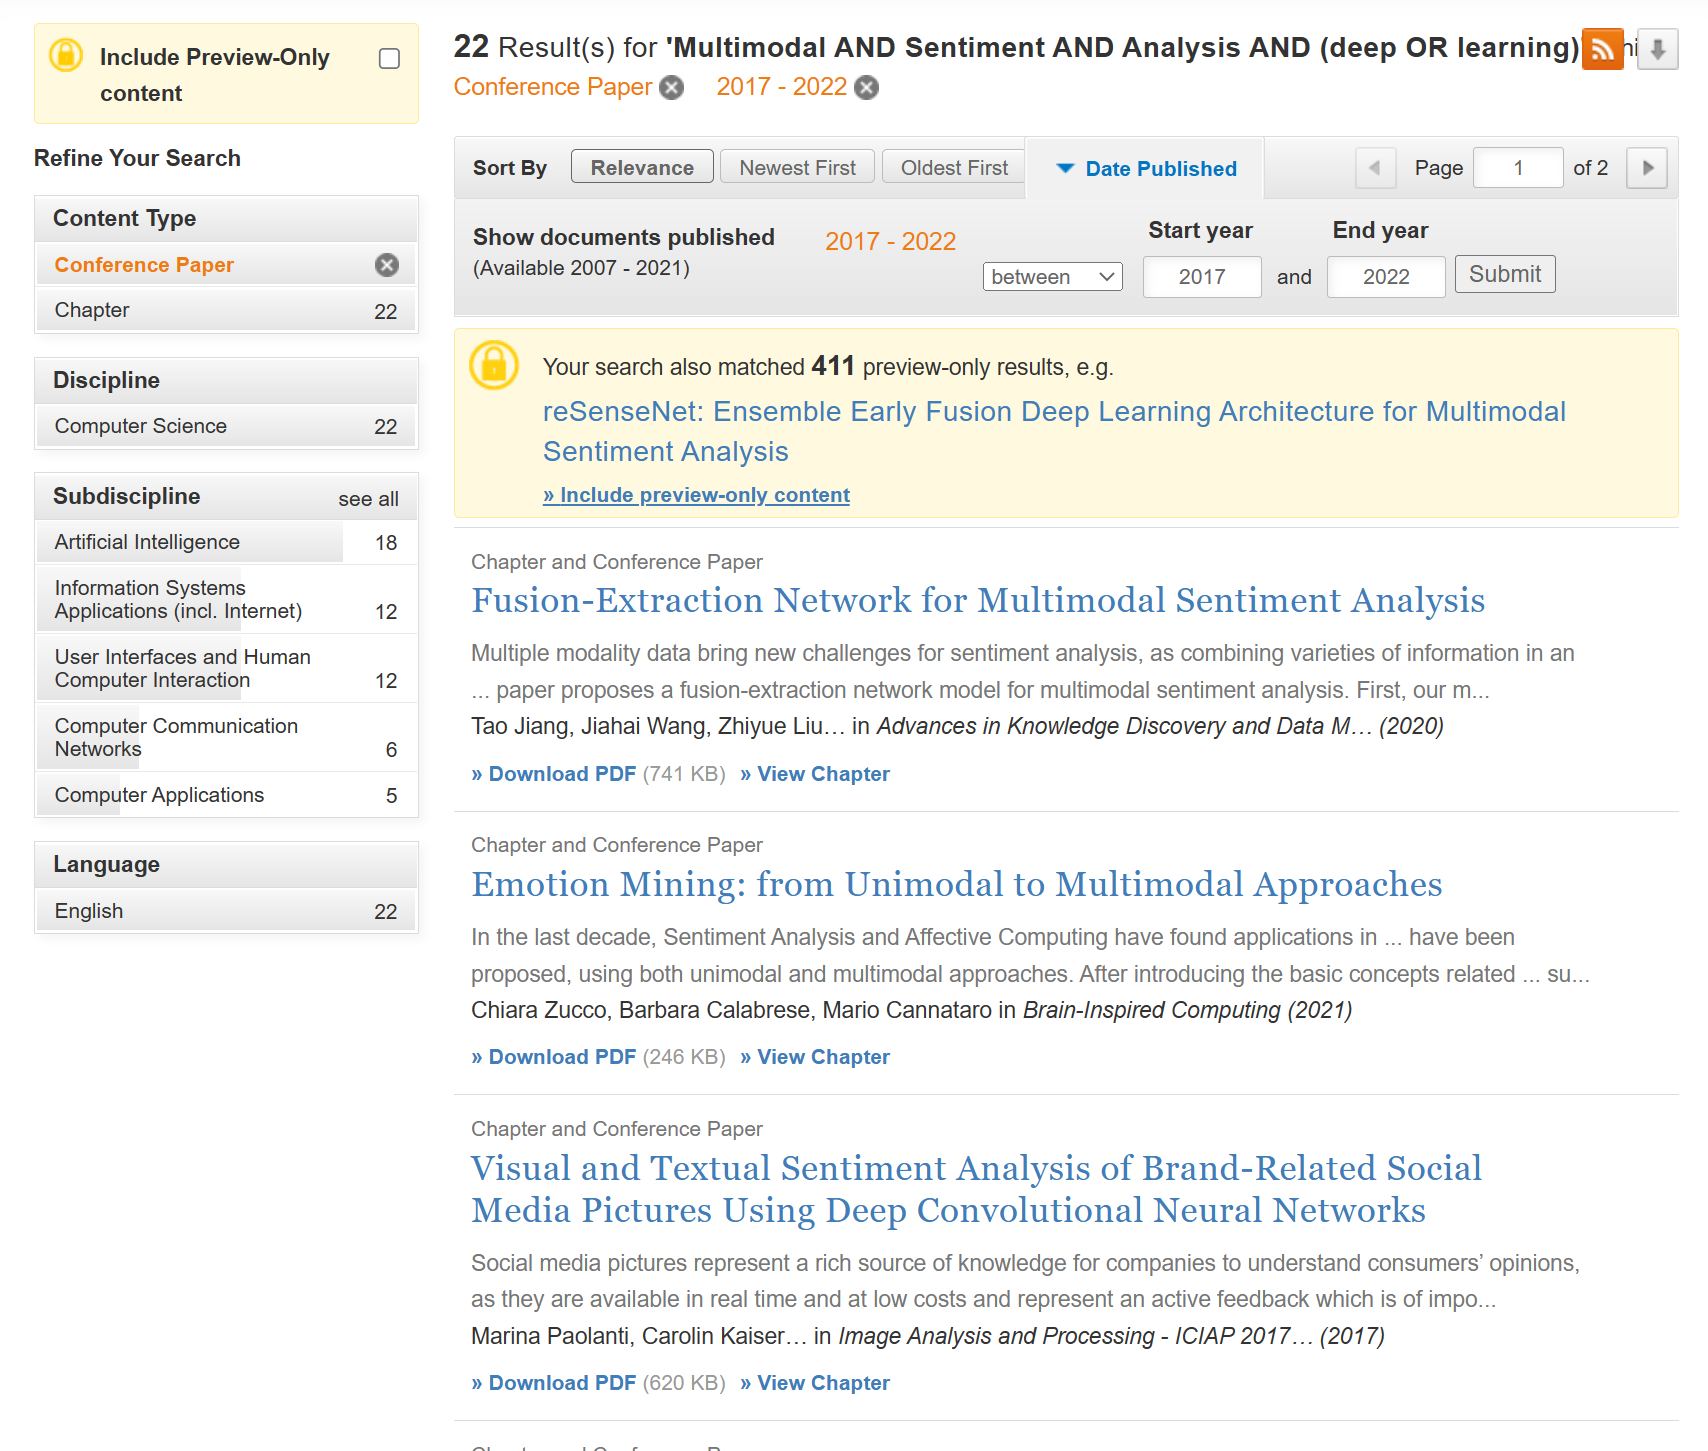 Include Preview-Only
content
Refine Your Search
Content Type
Conference Paper
Chapter 22
Discipline
Computer Science 22
Subdiscipline see all
Artificial Intelligence 18
Information Systems
Applications (incl. Internet) 12
User Interfaces and Human
Computer Interaction 12
Computer Communication
Networks 6
Computer Applications 5
Language
English 22
22 Result(s) for 'Multimodal AND Sentiment AND Analysis AND (deep OR learning)'
Conference Paper 2017 - 2022
Sort By Relevance Newest First Oldest First Date Published Page 1 of 2
Show documents published 2017 - 2022 Start year End year
(Available 2007 - 2021) between 2017 and 2022 Submit
Your search also matched 411 preview-only results, e.g.
reSenseNet: Ensemble Early Fusion Deep Learning Architecture for Multimodal
Sentiment Analysis
» Include preview-only content
Chapter and Conference Paper
Fusion-Extraction Network for Multimodal Sentiment Analysis
Multiple modality data bring new challenges for sentiment analysis, as combining varieties of information in an
... paper proposes a fusion-extraction network model for multimodal sentiment analysis. First, our m...
Tao Jiang, Jiahai Wang, Zhiyue Liu… in Advances in Knowledge Discovery and Data M… (2020)
» Download PDF (741 KB) » View Chapter
Chapter and Conference Paper
Emotion Mining: from Unimodal to Multimodal Approaches
In the last decade, Sentiment Analysis and Affective Computing have found applications in ... have been
proposed, using both unimodal and multimodal approaches. After introducing the basic concepts related ... su...
Chiara Zucco, Barbara Calabrese, Mario Cannataro in Brain-Inspired Computing (2021)
» Download PDF (246 KB) » View Chapter
Chapter and Conference Paper
Visual and Textual Sentiment Analysis of Brand-Related Social
Media Pictures Using Deep Convolutional Neural Networks
Social media pictures represent a rich source of knowledge for companies to understand consumers’ opinions,
as they are available in real time and at low costs and represent an active feedback which is of impo...
Marina Paolanti, Carolin Kaiser… in Image Analysis and Processing - ICIAP 2017… (2017)
» Download PDF (620 KB) » View Chapter